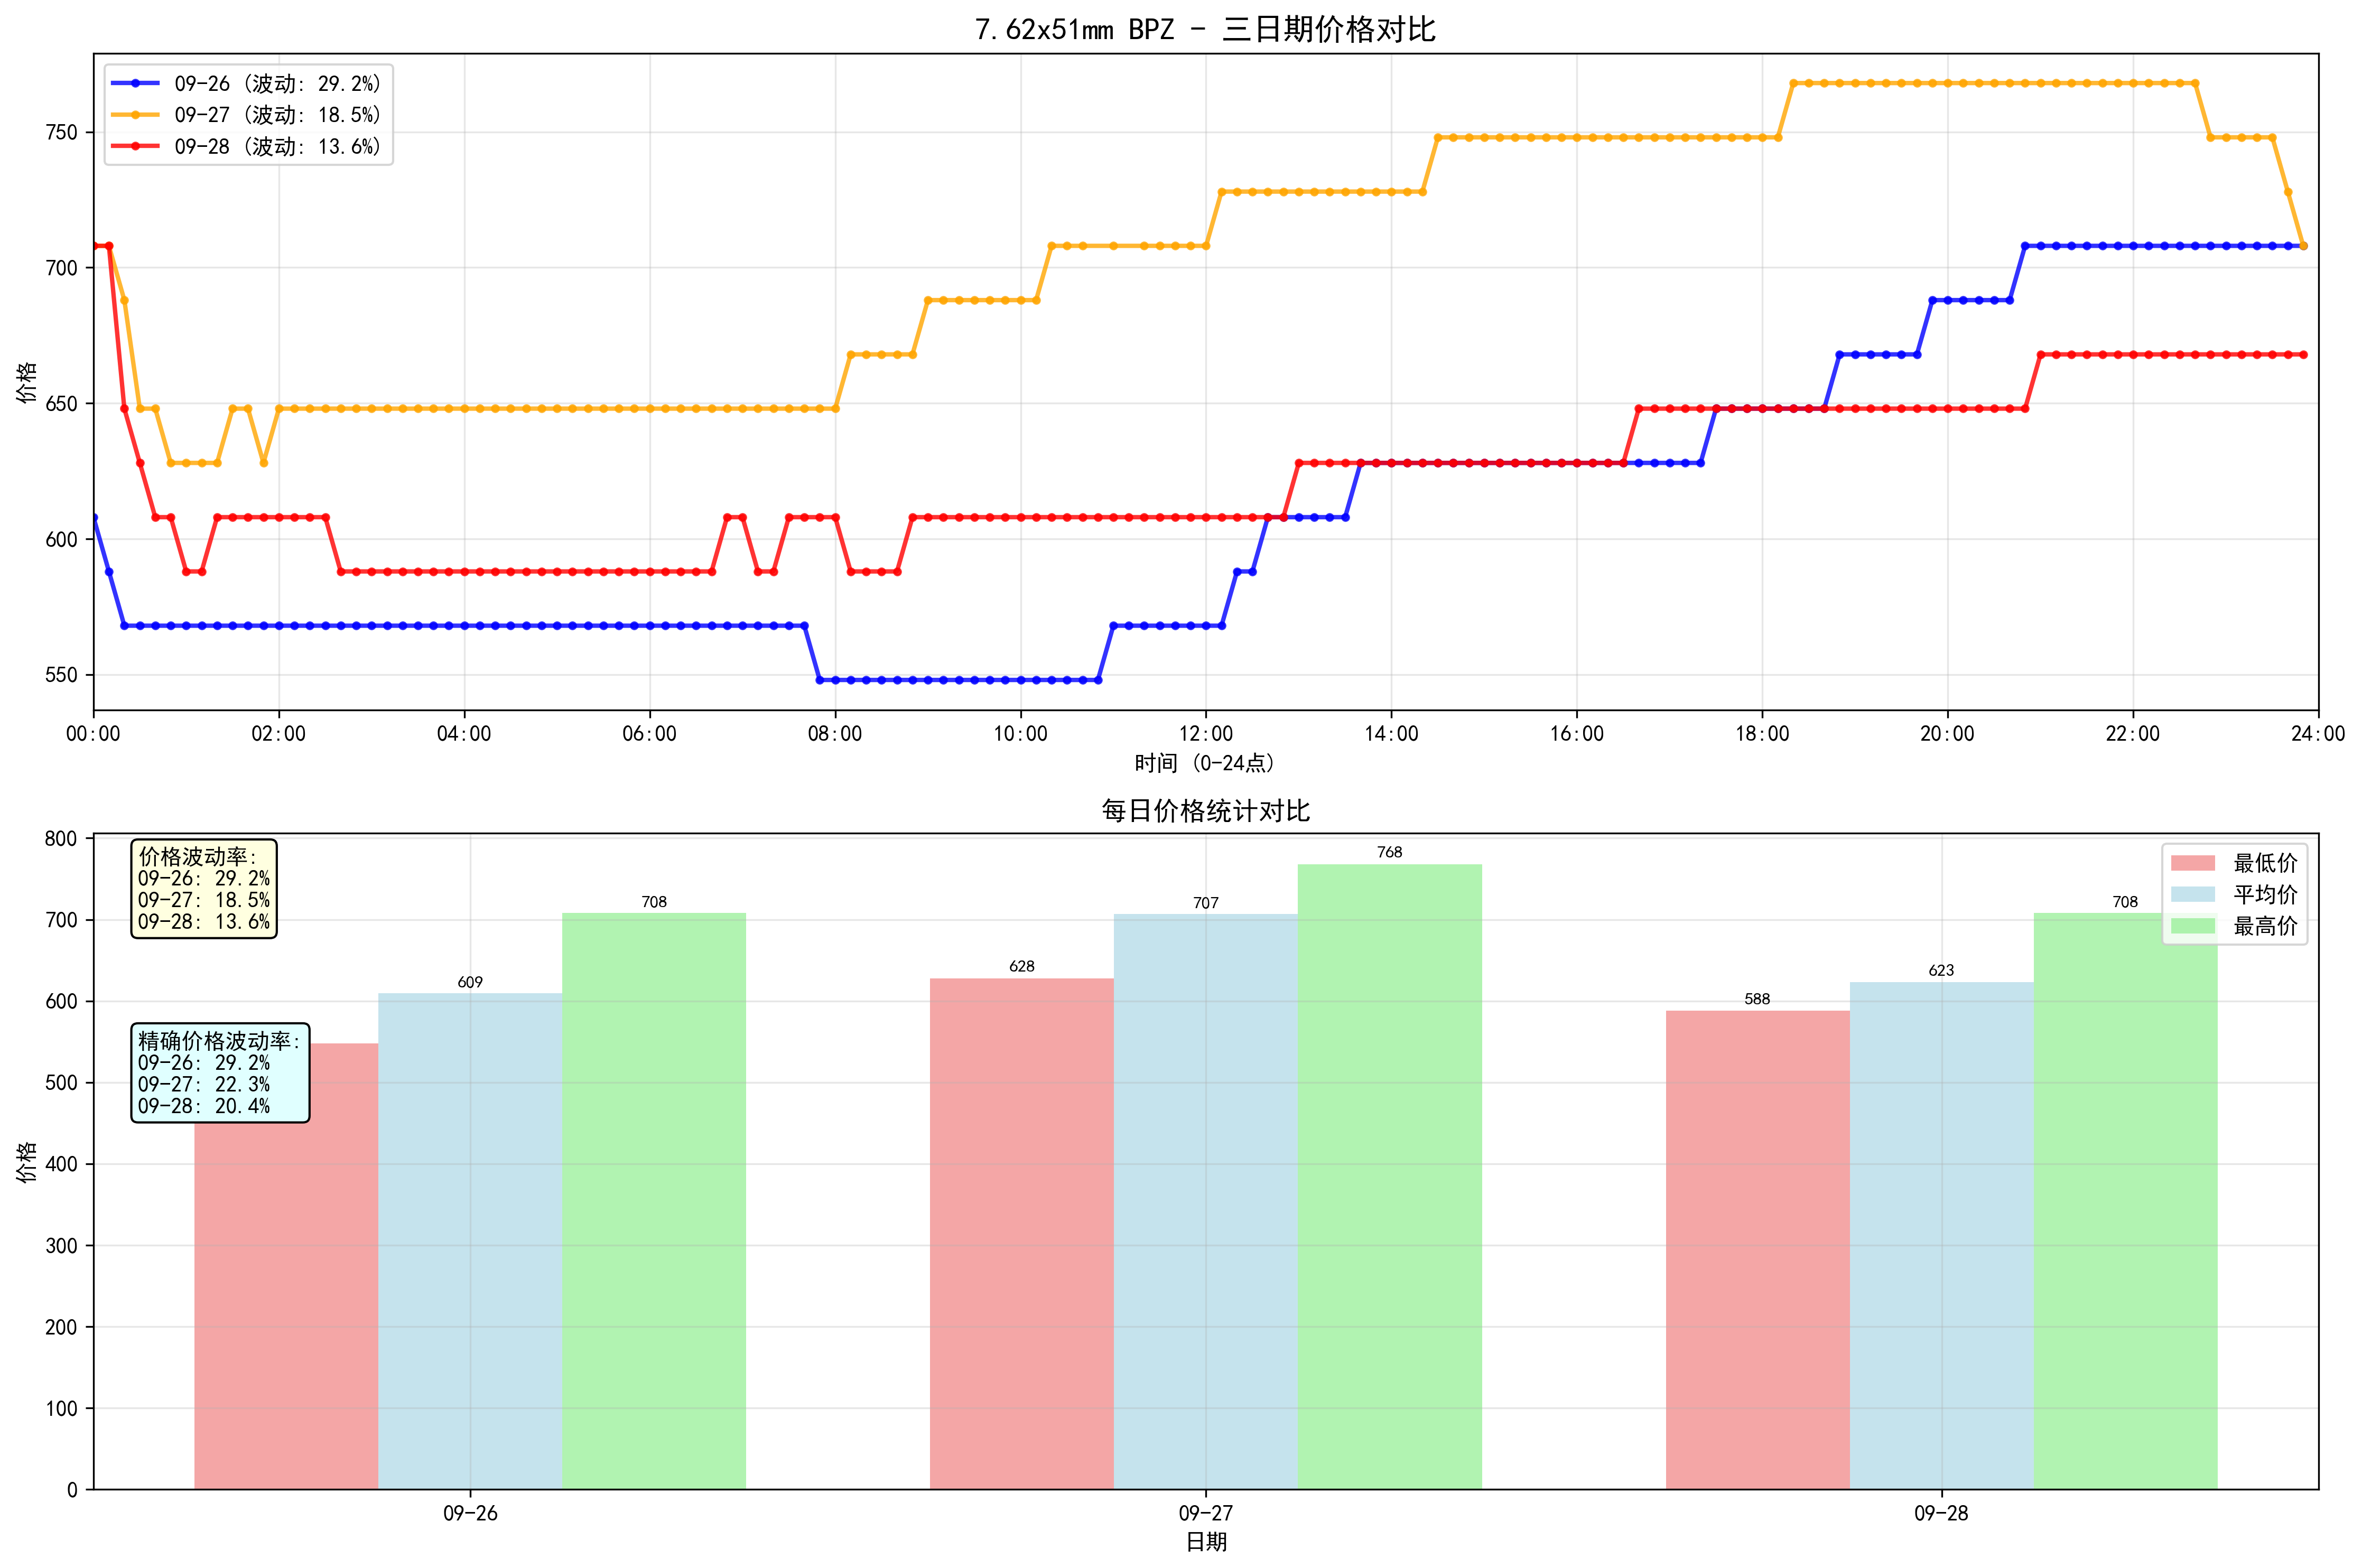 7.62x51mm BPZ - 三日期价格对比
09-26 (波动: 29.2%)
09-27 (波动: 18.5%)
09-28 (波动: 13.6%)
价格
750
700
650
600
550
00:00 02:00 04:00 06:00 08:00 10:00 12:00 14:00 16:00 18:00 20:00 22:00 24:00
时间 (0-24点)
每日价格统计对比
价格波动率:
09-26: 29.2%
09-27: 18.5%
09-28: 13.6%
精确价格波动率:
09-26: 29.2%
09-27: 22.3%
09-28: 20.4%
最低价
平均价
最高价
609
708
628
707
768
588
623
708
价格
800
700
600
500
400
300
200
100
0
09-26 09-27 09-28
日期